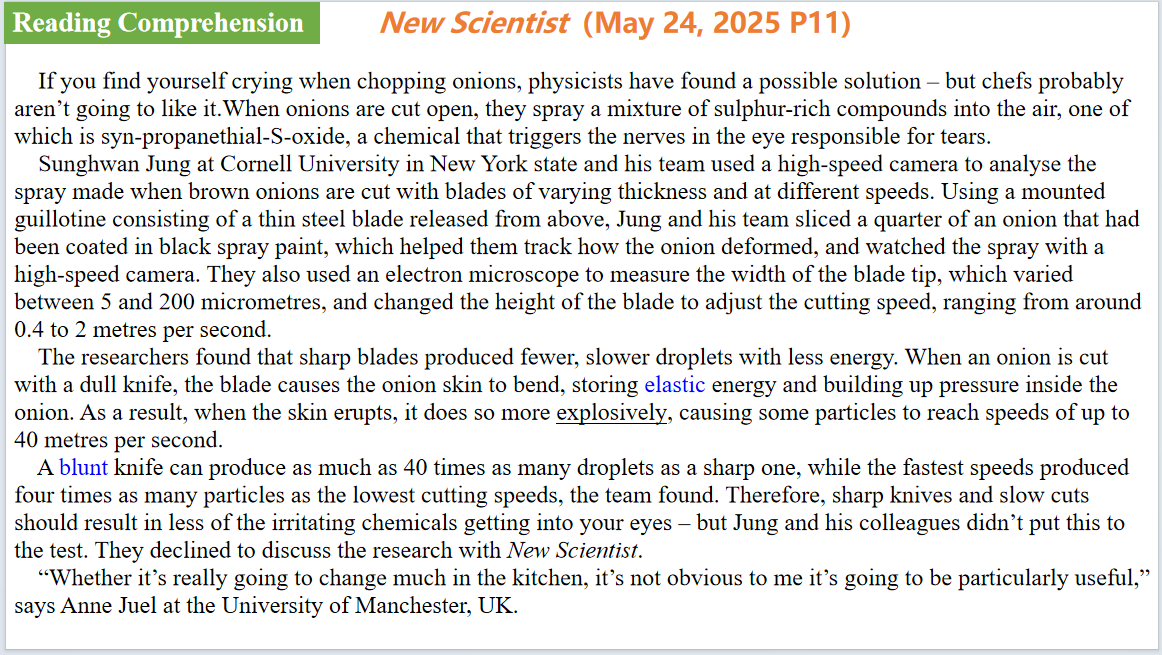 Reading Comprehension
New Scientist (May 24, 2025 P11)
If you find yourself crying when chopping onions, physicists have found a possible solution – but chefs probably
aren’t going to like it.When onions are cut open, they spray a mixture of sulphur-rich compounds into the air, one of
which is syn-propanethial-S-oxide, a chemical that triggers the nerves in the eye responsible for tears.
Sunghwan Jung at Cornell University in New York state and his team used a high-speed camera to analyse the
spray made when brown onions are cut with blades of varying thickness and at different speeds. Using a mounted
guillotine consisting of a thin steel blade released from above, Jung and his team sliced a quarter of an onion that had
been coated in black spray paint, which helped them track how the onion deformed, and watched the spray with a
high-speed camera. They also used an electron microscope to measure the width of the blade tip, which varied
between 5 and 200 micrometres, and changed the height of the blade to adjust the cutting speed, ranging from around
0.4 to 2 metres per second.
The researchers found that sharp blades produced fewer, slower droplets with less energy. When an onion is cut
with a dull knife, the blade causes the onion skin to bend, storing elastic energy and building up pressure inside the
onion. As a result, when the skin erupts, it does so more explosively, causing some particles to reach speeds of up to
40 metres per second.
A blunt knife can produce as much as 40 times as many droplets as a sharp one, while the fastest speeds produced
four times as many particles as the lowest cutting speeds, the team found. Therefore, sharp knives and slow cuts
should result in less of the irritating chemicals getting into your eyes – but Jung and his colleagues didn’t put this to
the test. They declined to discuss the research with New Scientist.
“Whether it’s really going to change much in the kitchen, it’s not obvious to me it’s going to be particularly useful,”
says Anne Juel at the University of Manchester, UK.